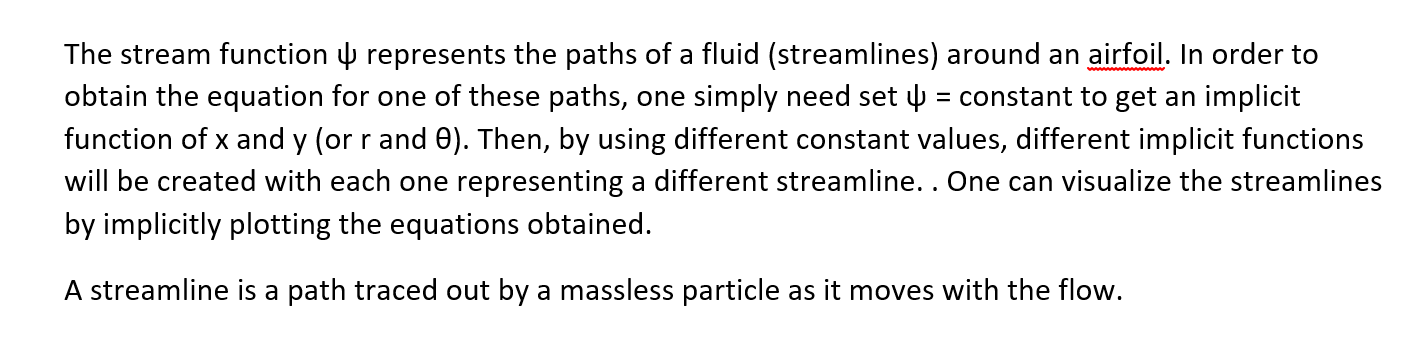 The stream function ψ represents the paths of a fluid (streamlines) around an airfoil. In order to
obtain the equation for one of these paths, one simply need set ψ = constant to get an implicit
function of x and y (or r and θ). Then, by using different constant values, different implicit functions
will be created with each one representing a different streamline. . One can visualize the streamlines
by implicitly plotting the equations obtained.
A streamline is a path traced out by a massless particle as it moves with the flow.